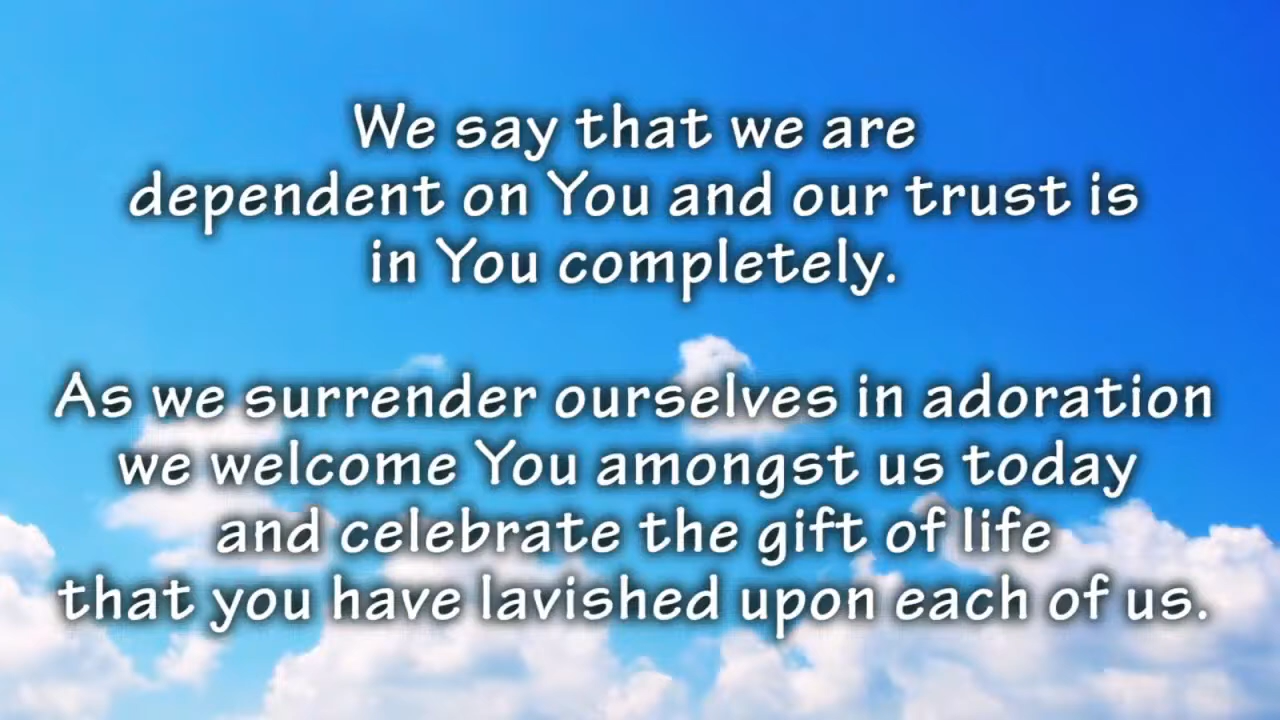 We say that we are
dependent on You and our trust is
in You completely.
As we surrender ourselves in adoration
we welcome You amongst us today
and celebrate the gift of life
that you have lavished upon each of us.